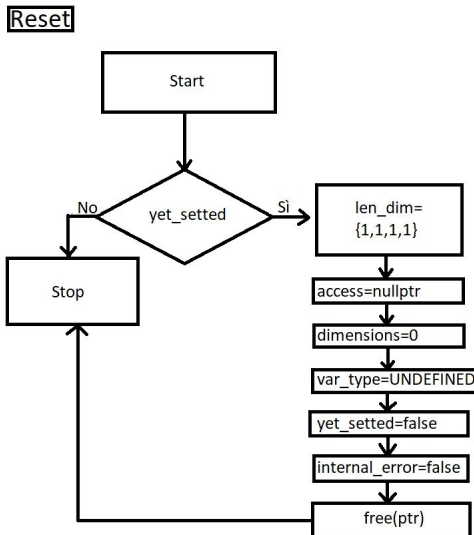 Reset
Start
yet_setted
No
Sì
len_dim=
{1,1,1,1}
Stop
access=nullptr
dimensions=0
var_type=UNDEFINED
yet_setted=false
internal_error=false
free(ptr)